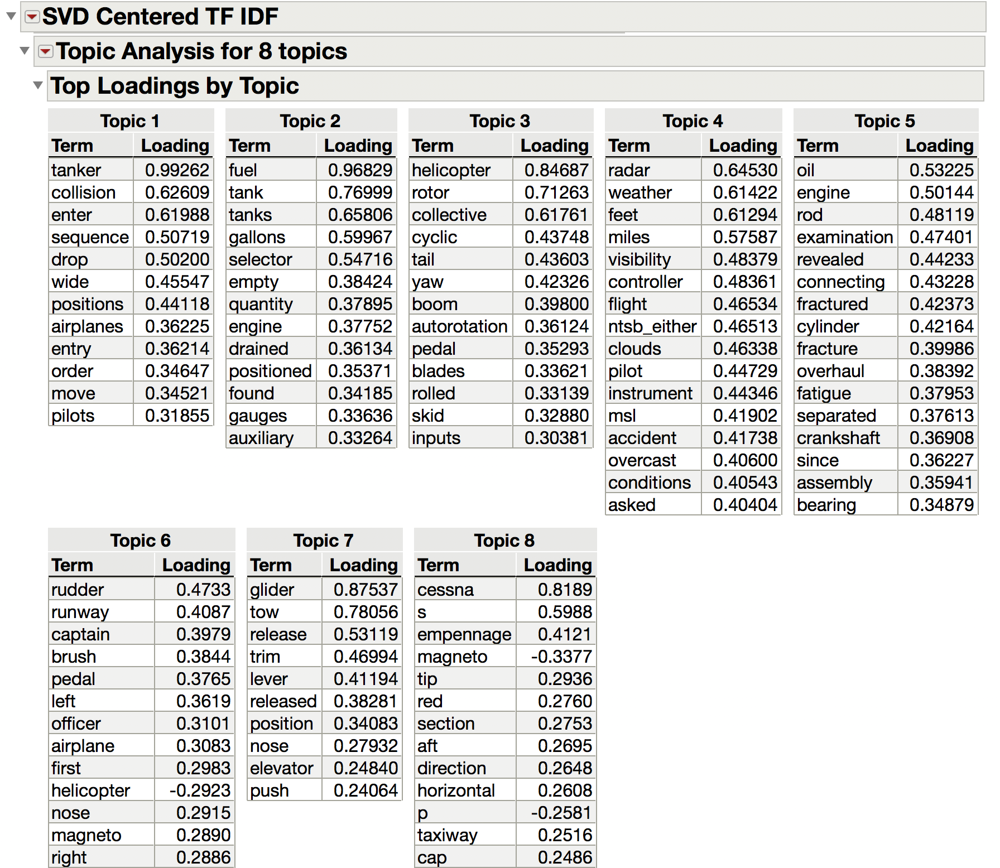 SVD Centered TF IDF
Topic Analysis for 8 topics
Top Loadings by Topic
Topic 1
Term Loading
tanker 0.99262
collision 0.62609
enter 0.61988
sequence 0.50719
drop 0.50200
wide 0.45547
positions 0.44118
airplanes 0.36225
entry 0.36214
order 0.34647
move 0.34521
pilots 0.31855
Topic 2
Term Loading
fuel 0.96829
tank 0.76999
tanks 0.65806
gallons 0.59967
selector 0.54716
empty 0.38424
quantity 0.37895
engine 0.37752
drained 0.36134
positioned 0.35371
found 0.34185
gauges 0.33636
auxiliary 0.33264
Topic 3
Term Loading
helicopter 0.84687
rotor 0.71263
collective 0.61761
cyclic 0.43748
tail 0.43603
yaw 0.42326
boom 0.39800
autorotation 0.36124
pedal 0.35293
blades 0.33621
rolled 0.33139
skid 0.32880
inputs 0.30381
Topic 4
Term Loading
radar 0.64530
weather 0.61422
feet 0.61294
miles 0.57587
visibility 0.48379
controller 0.48361
flight 0.46534
ntsb_either 0.46513
clouds 0.46338
pilot 0.44729
instrument 0.44346
msl 0.41902
accident 0.41738
overcast 0.40600
conditions 0.40543
asked 0.40404
Topic 5
Term Loading
oil 0.53225
engine 0.50144
rod 0.48119
examination 0.47401
revealed 0.44233
connecting 0.43228
fractured 0.42373
cylinder 0.42164
fracture 0.39986
overhaul 0.38392
fatigue 0.37953
separated 0.37613
crankshaft 0.36908
since 0.36227
assembly 0.35941
bearing 0.34879
Topic 6
Term Loading
rudder 0.4733
runway 0.4087
captain 0.3979
brush 0.3844
pedal 0.3765
left 0.3619
officer 0.3101
airplane 0.3083
first 0.2983
helicopter -0.2923
nose 0.2915
magneto 0.2890
right 0.2886
Topic 7
Term Loading
glider 0.87537
tow 0.78056
release 0.53119
trim 0.46994
lever 0.41194
released 0.38281
position 0.34083
nose 0.27932
elevator 0.24840
push 0.24064
Topic 8
Term Loading
cessna 0.8189
s 0.5988
empennage 0.4121
magneto -0.3377
tip 0.2936
red 0.2760
section 0.2753
aft 0.2695
direction 0.2648
horizontal 0.2608
p -0.2581
taxiway 0.2516
cap 0.2486